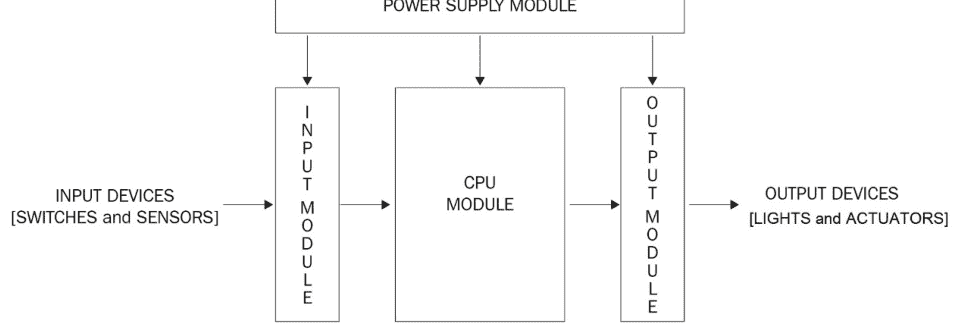 POWER SUPPLY MODULE
INPUT DEVICES
[SWITCHES and SENSORS]
INPUT MODULE
CPU
MODULE
OUTPUT MODULE
OUTPUT DEVICES
[LIGHTS and ACTUATORS]